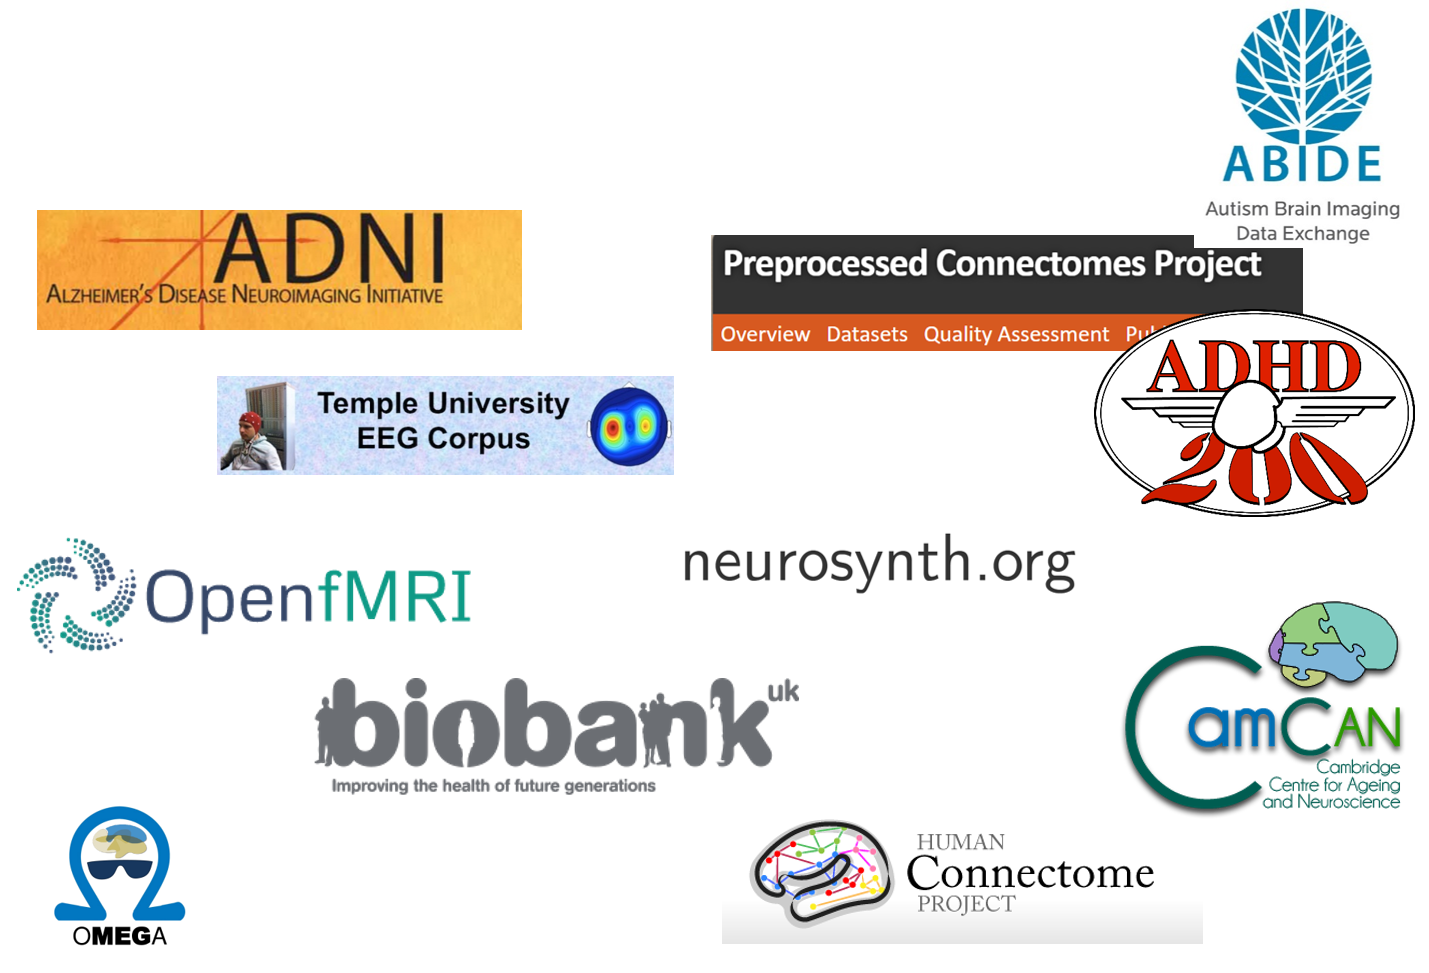 ABIDE
Autism Brain Imaging
Data Exchange
ADNI
ALZHEIMER'S DISEASE NEUROIMAGING INITIATIVE
Preprocessed Connectomes Project
Overview Datasets Quality Assessment
ADHD
200
Temple University
EEG Corpus
neurosynth.org
OpenfMRI
biobank uk
Improving the health of future generations
CamCAN
Cambridge
Centre for Ageing
and Neuroscience
OMEGA
HUMAN
Connectome
PROJECT